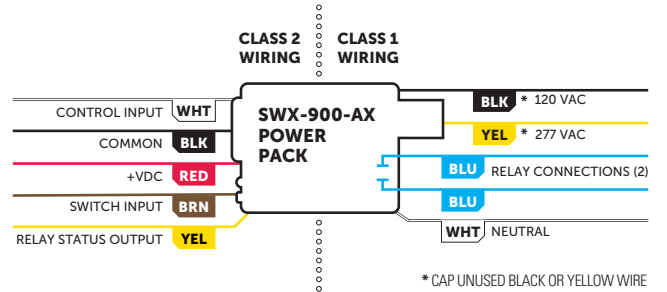 CLASS 2
WIRING
CLASS 1
WIRING
SWX-900-AX
POWER
PACK
CONTROL INPUT WHT
COMMON BLK
+VDC RED
SWITCH INPUT BRN
RELAY STATUS OUTPUT YEL
BLK * 120 VAC
YEL * 277 VAC
BLU RELAY CONNECTIONS (2)
BLU
WHT NEUTRAL
* CAP UNUSED BLACK OR YELLOW WIRE